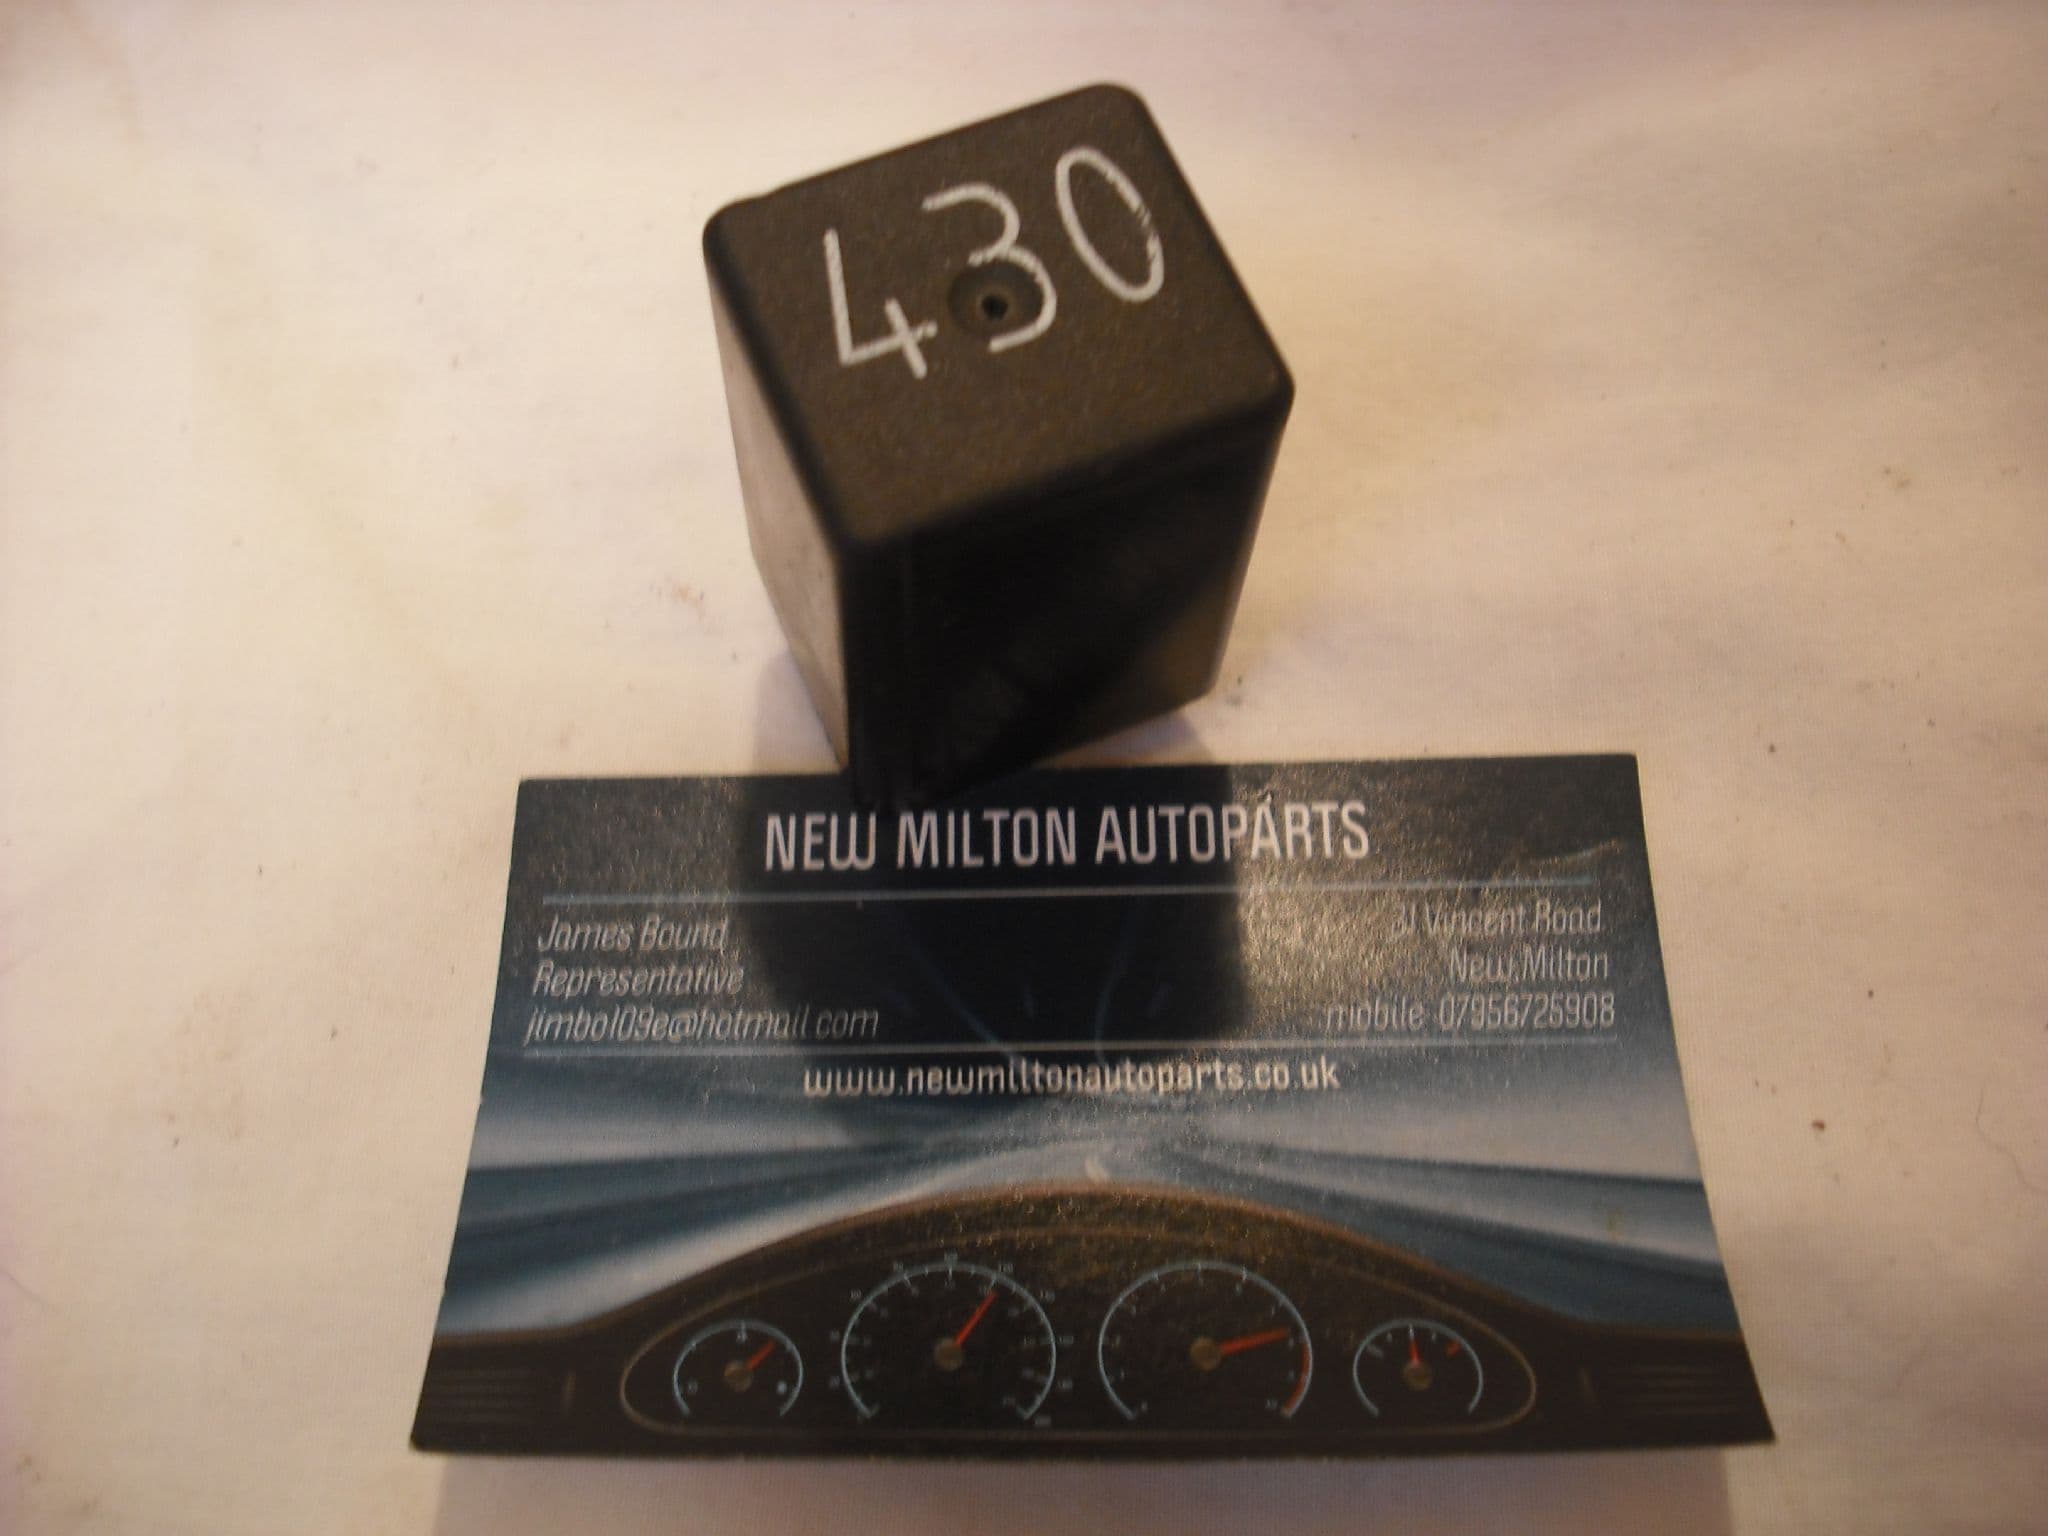 430
NEW MILTON AUTOPARTS
James Bound
Representative
jimbo109e@hotmail.com
Vincent Road
New Milton
mobile: 07956725908
www.newmiltonautoparts.co.uk